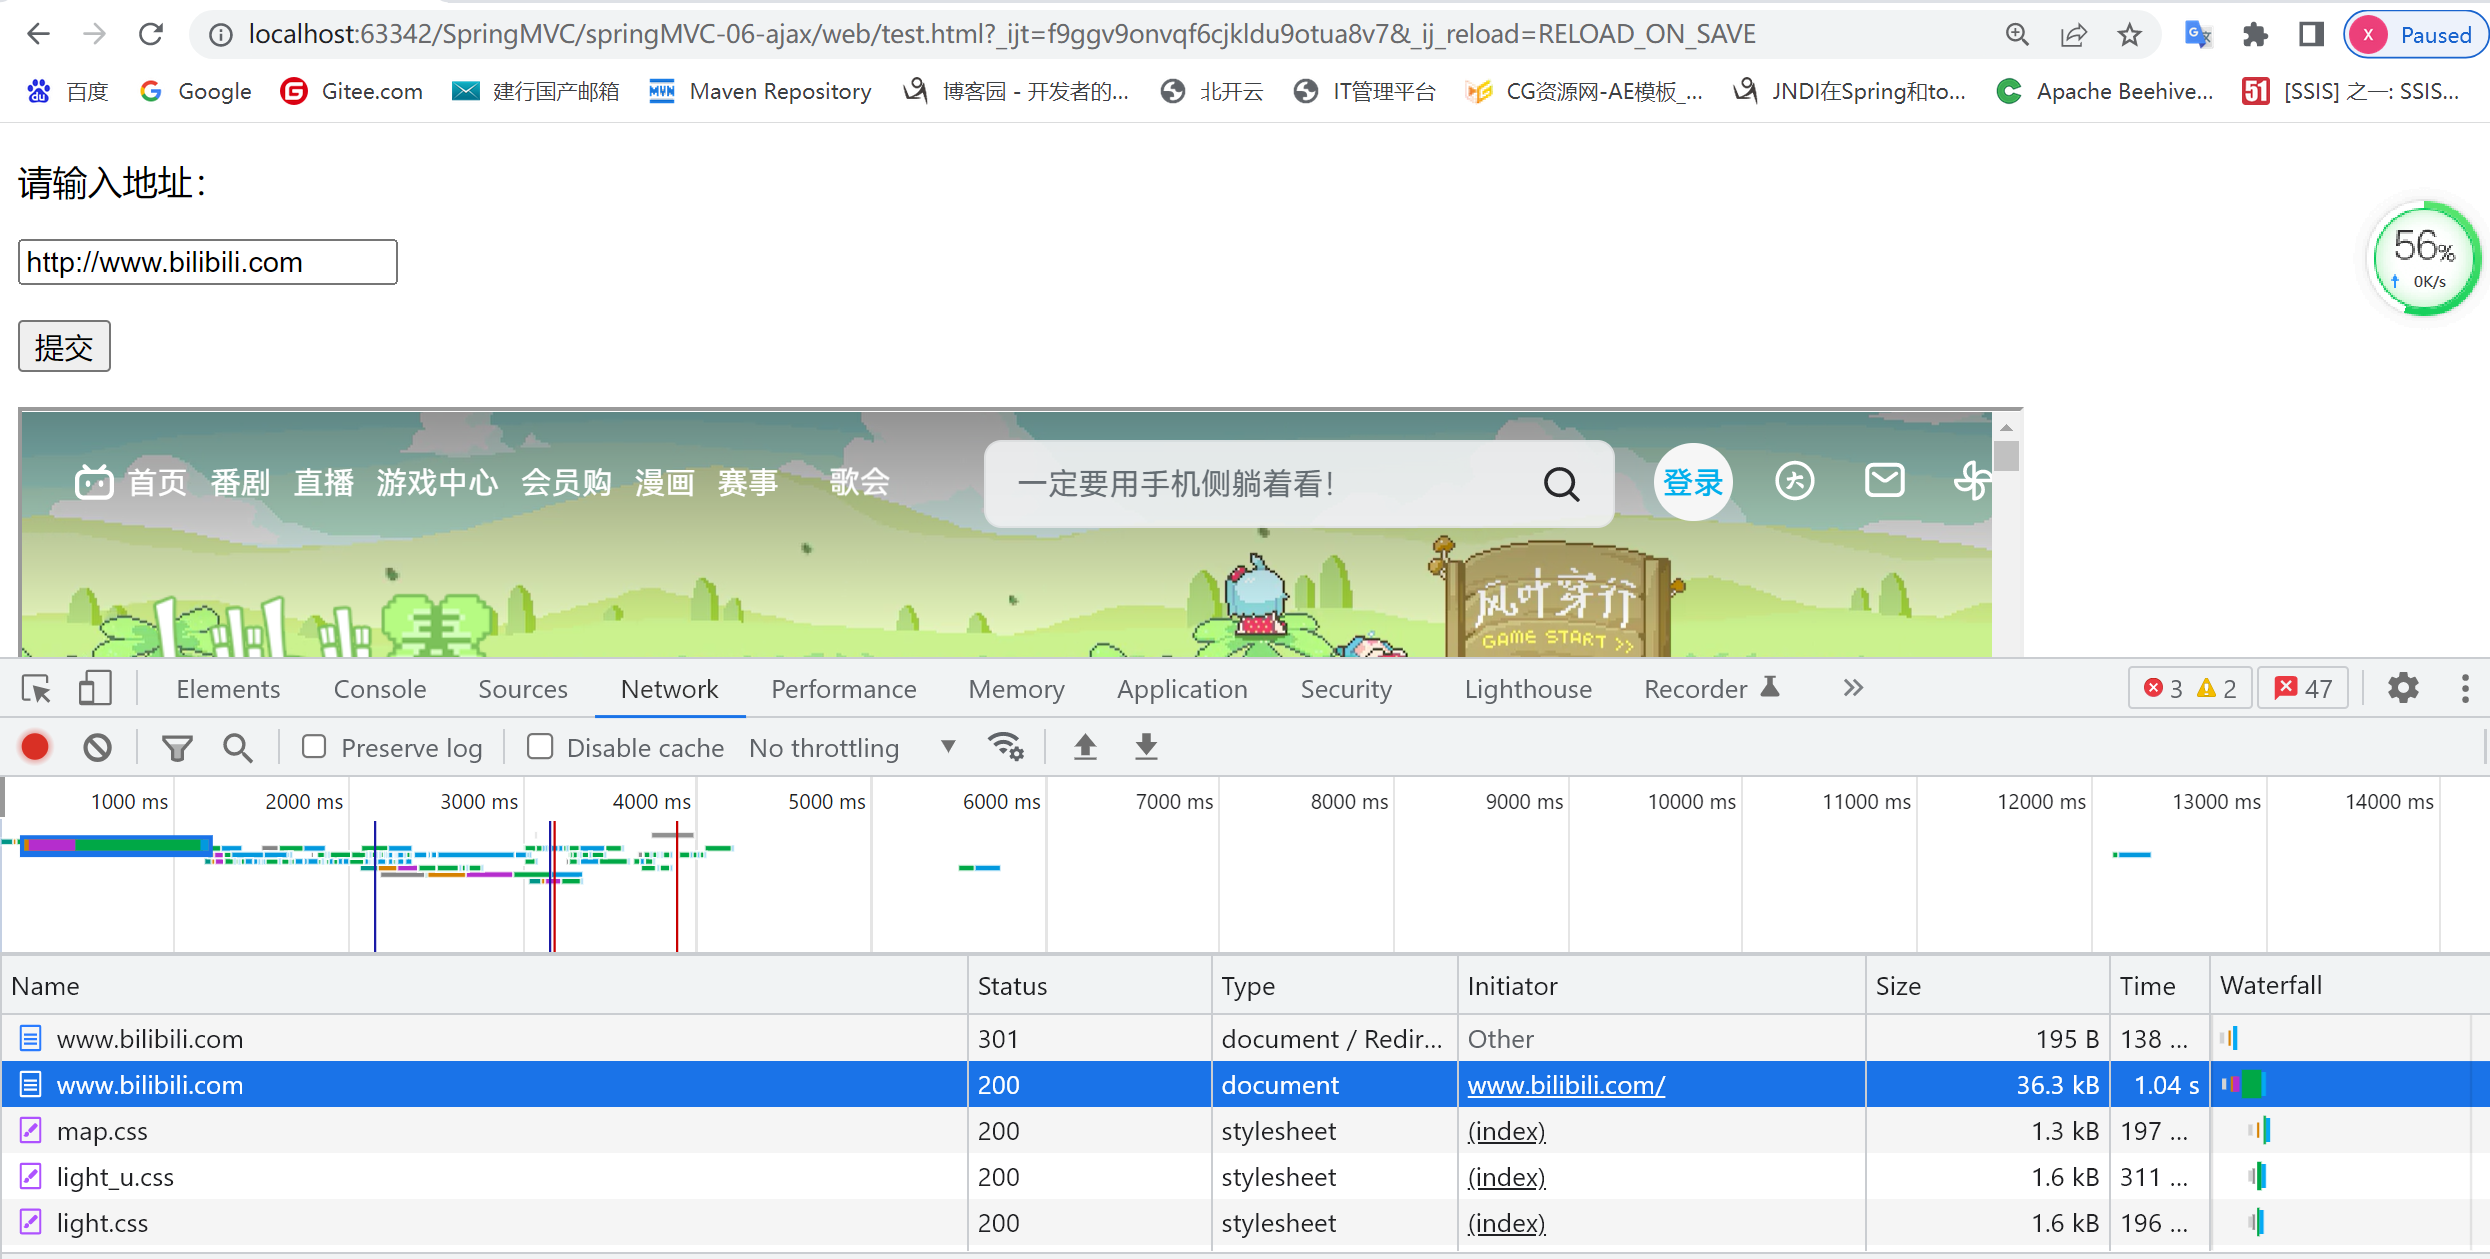 localhost:63342/SpringMVC/springMVC-06-ajax/web/test.html?_ijt=f9ggv9onvqf6cjkldu9otua8v7&_ij_reload=RELOAD_ON_SAVE X Paused
百度 Google Gitee.com 建行国产邮箱 Maven Repository 博客园 - 开发者的... 北开云 IT管理平台 CG资源网-AE模板_... JNDI在Spring和to... Apache Beehive... 51 [SSIS] 之一: SSIS...
请输入地址：
http://www.bilibili.com
提交
56%
0K/s
首页 番剧 直播 游戏中心 会员购 漫画 赛事 歌会 一定要用手机侧躺着看！ 登录
风叶穿行
GAME START >>
Elements Console Sources Network Performance Memory Application Security Lighthouse Recorder 3 2 47
Preserve log Disable cache No throttling
1000 ms 2000 ms 3000 ms 4000 ms 5000 ms 6000 ms 7000 ms 8000 ms 9000 ms 10000 ms 11000 ms 12000 ms 13000 ms 14000 ms
Name Status Type Initiator Size Time Waterfall
www.bilibili.com 301 document / Redir... Other 195 B 138 ...
www.bilibili.com 200 document www.bilibili.com/ 36.3 kB 1.04 s
map.css 200 stylesheet (index) 1.3 kB 197 ...
light_u.css 200 stylesheet (index) 1.6 kB 311 ...
light.css 200 stylesheet (index) 1.6 kB 196 ...